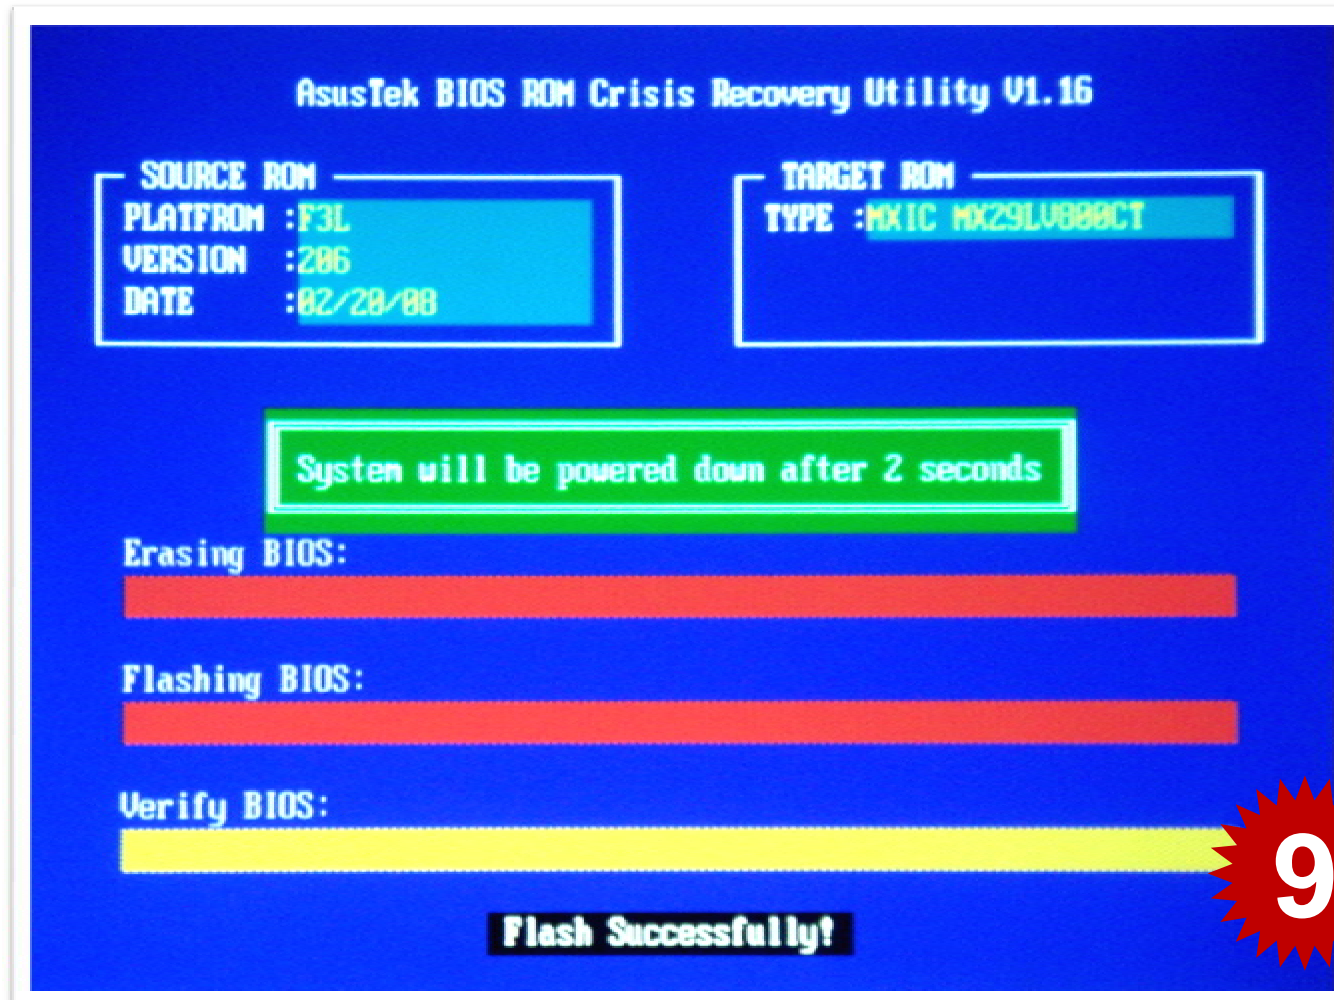 AsusTek BIOS ROM Crisis Recovery Utility V1.16
SOURCE ROM
PLATFROM :F3L
VERSION :206
DATE :02/20/08
TARGET ROM
TYPE :MXIC MX29LV800CT
System will be powered down after 2 seconds
Erasing BIOS:
Flashing BIOS:
Verify BIOS:
Flash Successfully!
9